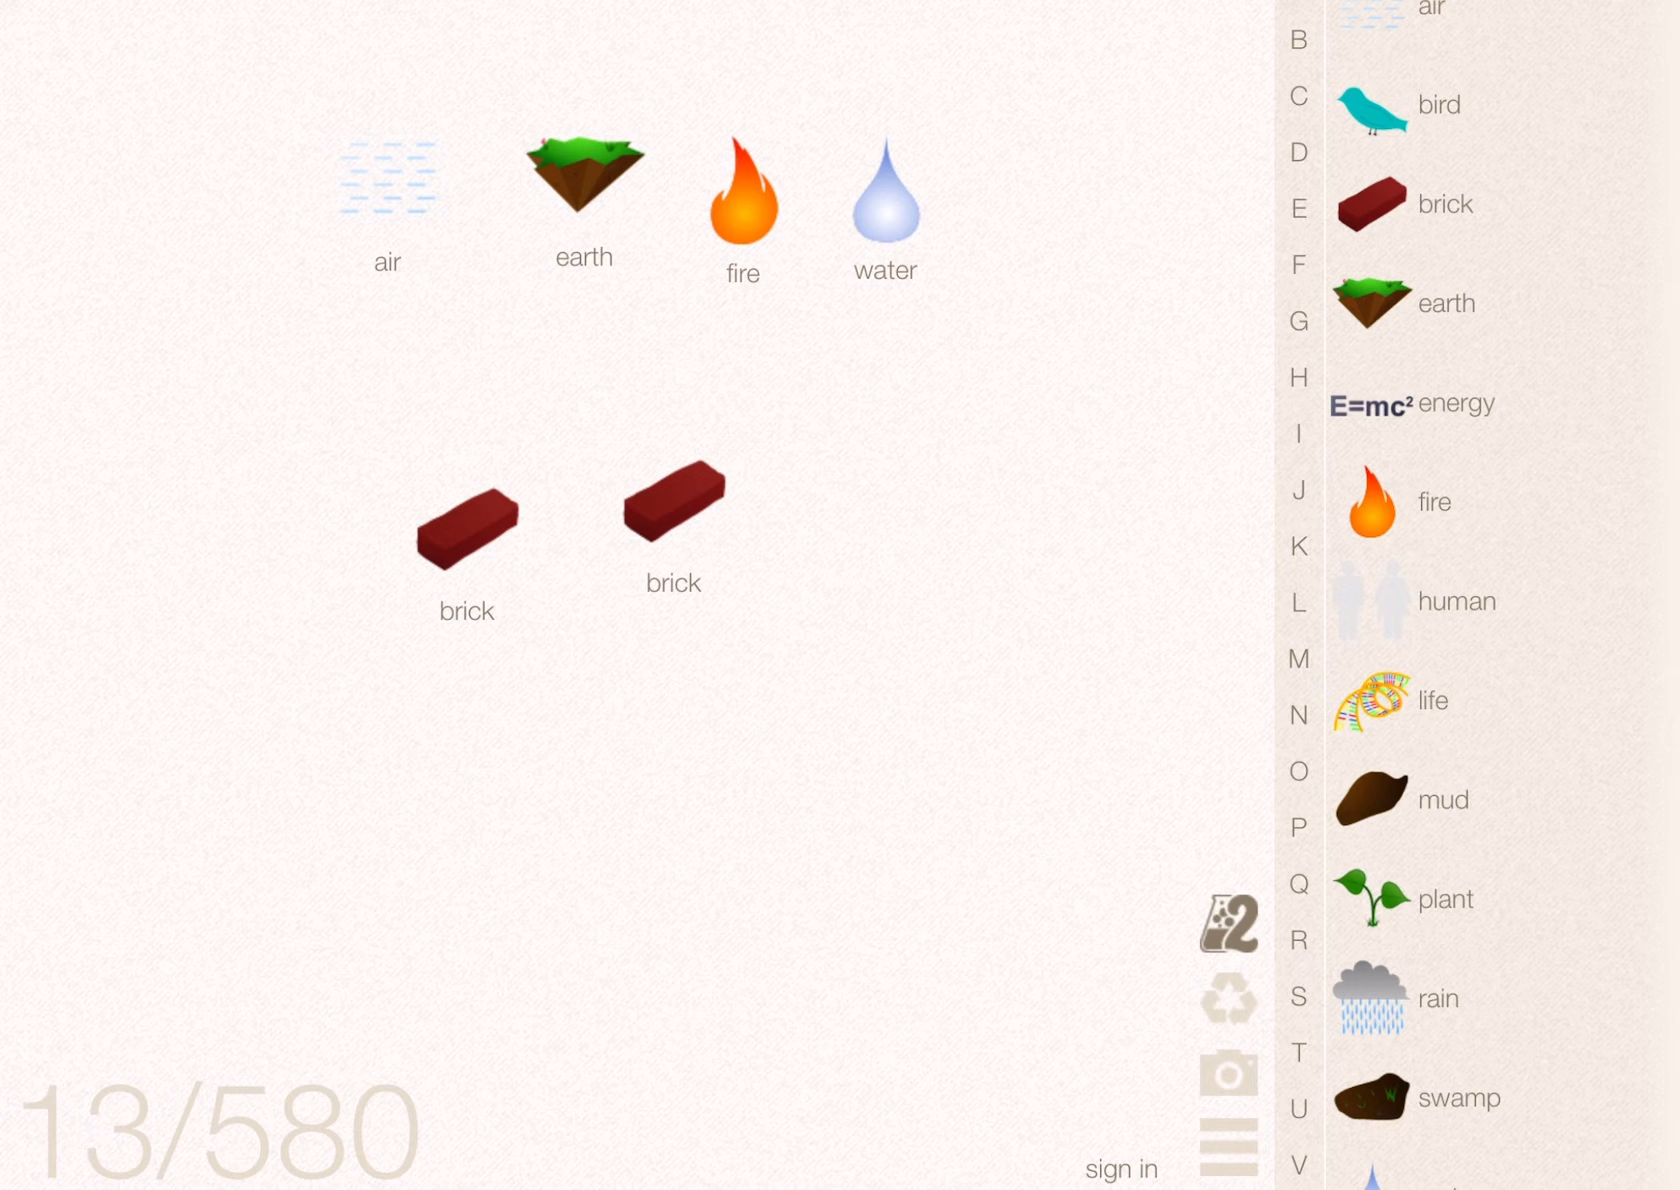 air
earth
fire
water
brick
brick
13/580
sign in
2
B
C
D
E
F
G
H
I
J
K
L
M
N
O
P
Q
R
S
T
U
V
air
bird
brick
earth
E=mc² energy
fire
human
life
mud
plant
rain
swamp